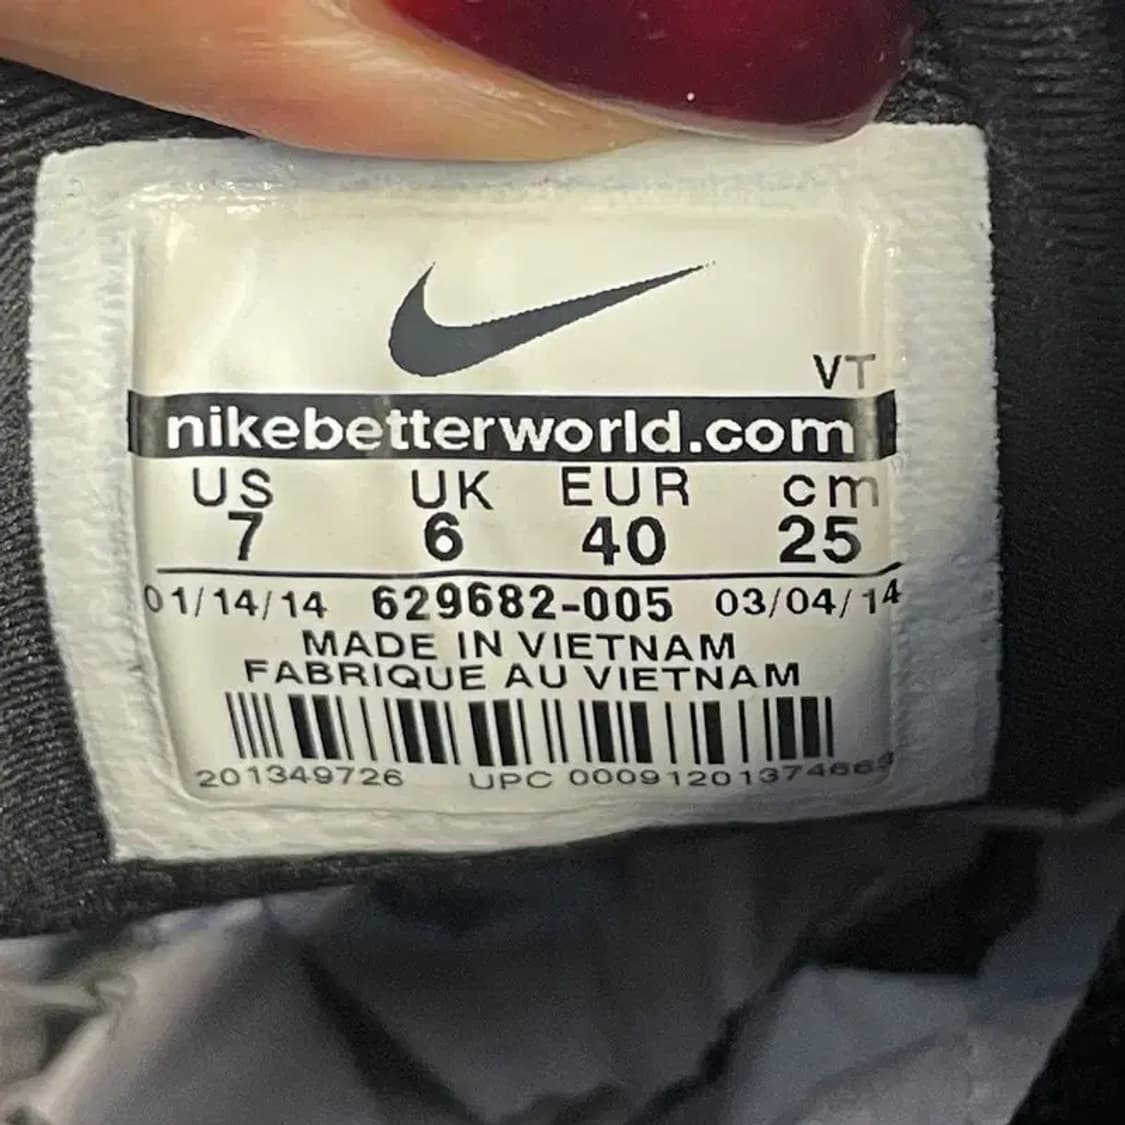 VT
nikebetterworld.com
US UK EUR cm
7 6 40 25
01/14/14 629682-005 03/04/14
MADE IN VIETNAM
FABRIQUE AU VIETNAM
201349726 UPC 00091201374669